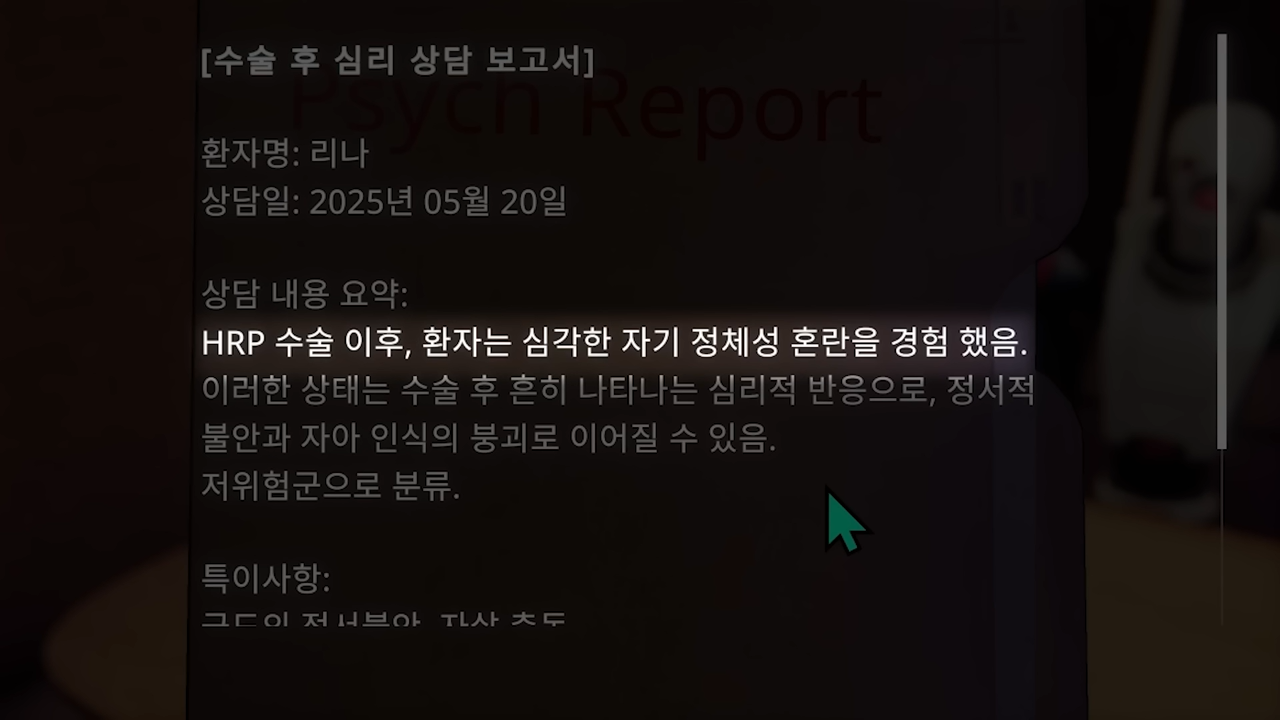 [수술 후 심리 상담 보고서]
Psych Report
환자명: 리나
상담일: 2025년 05월 20일
상담 내용 요약:
HRP 수술 이후, 환자는 심각한 자기 정체성 혼란을 경험 했음.
이러한 상태는 수술 후 흔히 나타나는 심리적 반응으로, 정서적
불안과 자아 인식의 붕괴로 이어질 수 있음.
저위험군으로 분류.
특이사항: